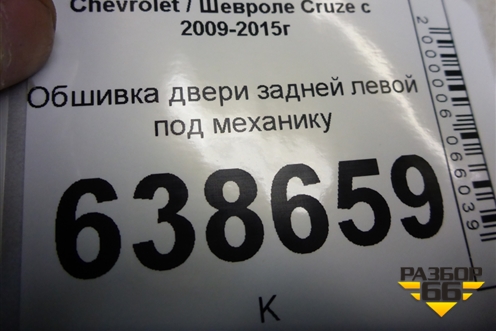 Chevrolet / Шевроле Cruze с
2009-2015г
Обшивка двери задней левой
под механику
638659
К
2000006066039
РАЗБОР
66